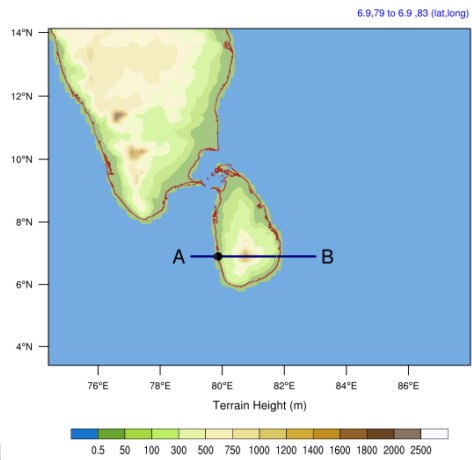 6.9,79 to 6.9 ,83 (lat,long)
14°N
12°N
10°N
8°N
A B
6°N
4°N
76°E 78°E 80°E 82°E 84°E 86°E
Terrain Height (m)
0.5 50 100 300 500 750 1000 1200 1400 1600 1800 2000 2500